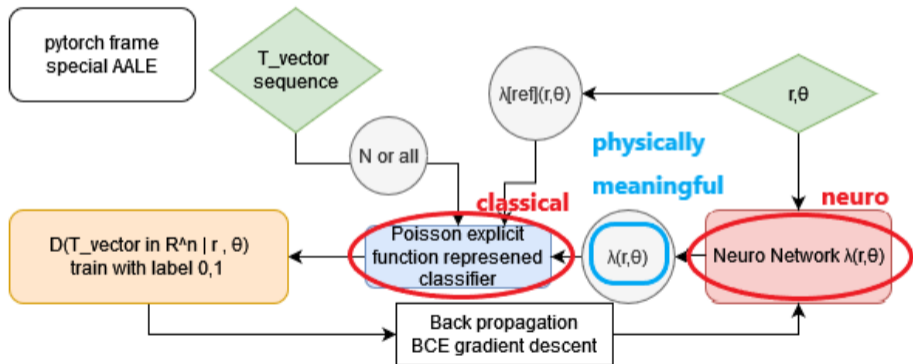 pytorch frame
special AALE
T_vector
sequence
λ[ref](r,θ)
r,θ
N or all
physically
meaningful
classical
neuro
D(T_vector in R^n | r , θ)
train with label 0,1
Poisson explicit
function represened
classifier
λ(r,θ)
Neuro Network λ(r,θ)
Back propagation
BCE gradient descent